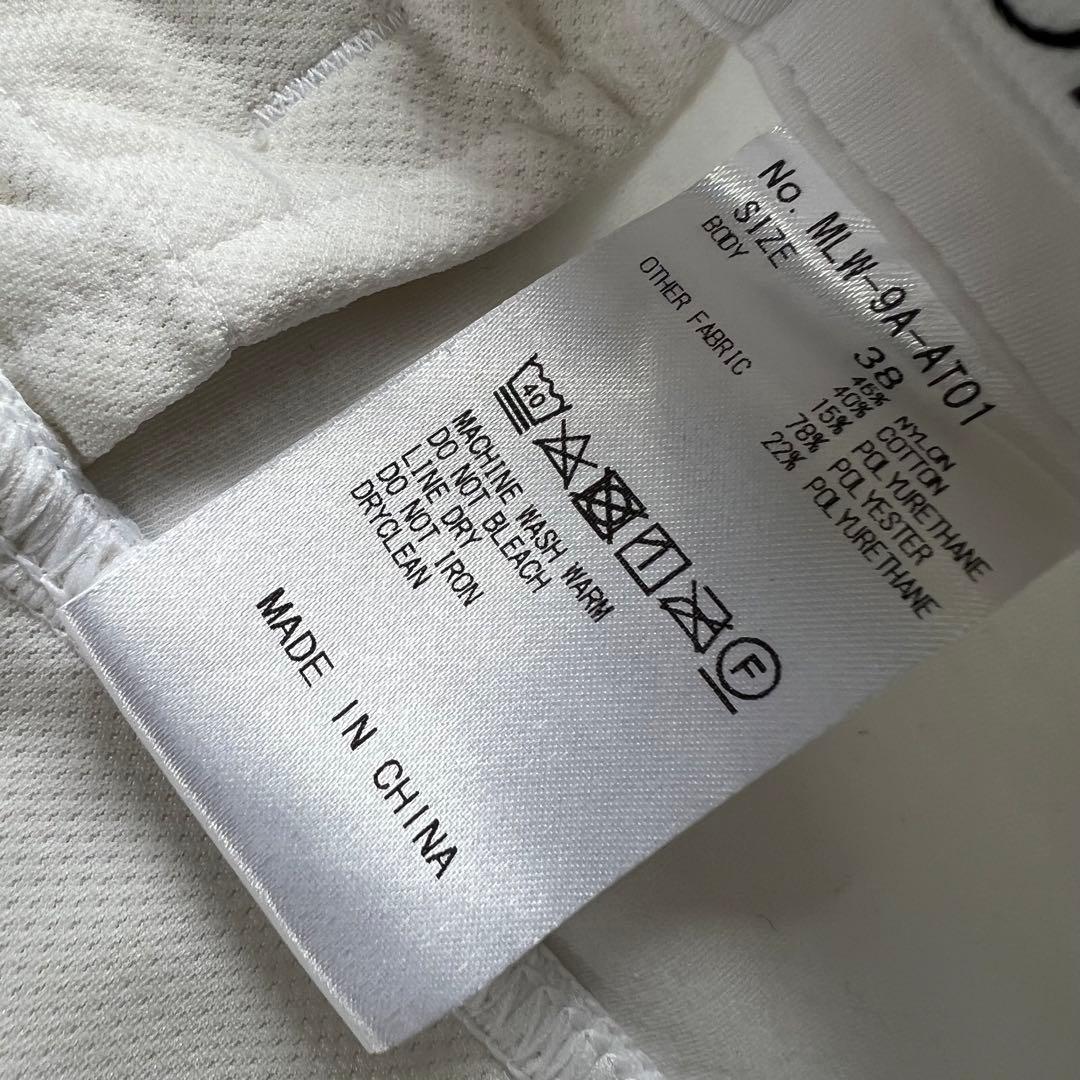 No. MLW-9A-AT01
SIZE 38
BODY 45% NYLON
40% COTTON
15% POLYURETHANE
OTHER FABRIC 78% POLYESTER
22% POLYURETHANE
40
F
MACHINE WASH WARM
DO NOT BLEACH
LINE DRY
DO NOT IRON
DRYCLEAN
MADE IN CHINA